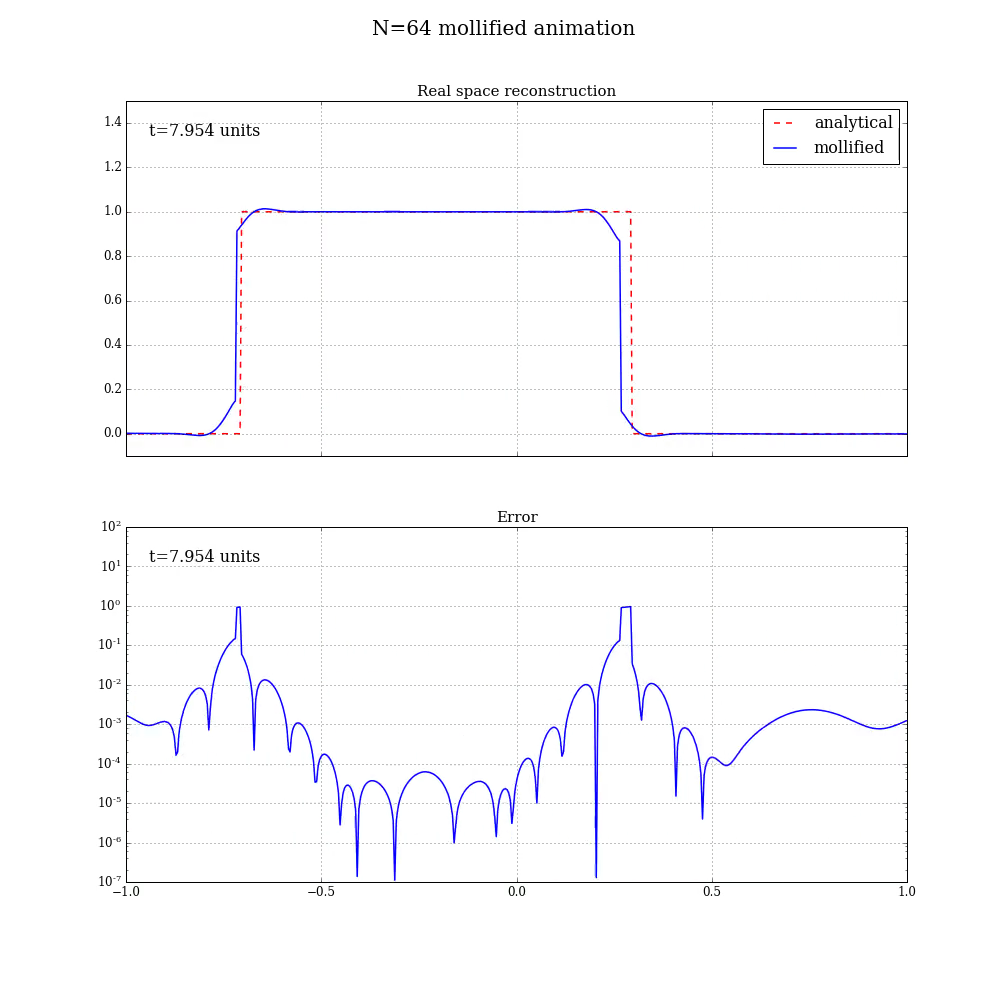 N=64 mollified animation
Real space reconstruction
t=7.954 units
analytical
mollified
1.4
1.2
1.0
0.8
0.6
0.4
0.2
0.0
Error
t=7.954 units
10²
10¹
10⁰
10⁻¹
10⁻²
10⁻³
10⁻⁴
10⁻⁵
10⁻⁶
10⁻⁷
−1.0 −0.5 0.0 0.5 1.0